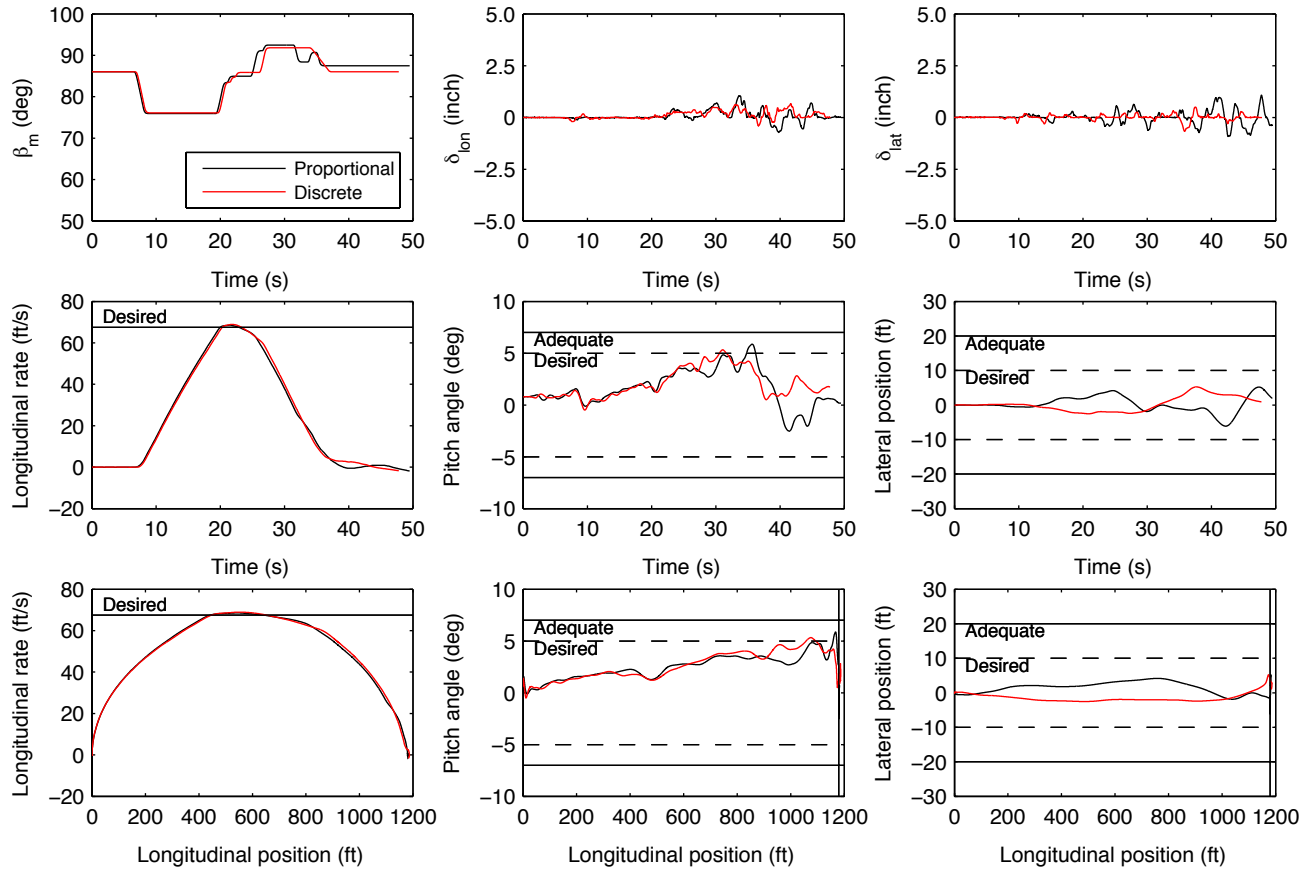 100
90
80
70
60
50
β_m (deg)
Proportional
Discrete
0 10 20 30 40 50
Time (s)
5.0
2.5
0
−2.5
−5.0
δ_lon (inch)
0 10 20 30 40 50
Time (s)
5.0
2.5
0
−2.5
−5.0
δ_lat (inch)
0 10 20 30 40 50
Time (s)
80
60
40
20
0
−20
Longitudinal rate (ft/s)
Desired
0 10 20 30 40 50
Time (s)
10
5
0
−5
−10
Pitch angle (deg)
Adequate
Desired
0 10 20 30 40 50
Time (s)
30
20
10
0
−10
−20
−30
Lateral position (ft)
Adequate
Desired
0 10 20 30 40 50
Time (s)
80
60
40
20
0
−20
Longitudinal rate (ft/s)
Desired
0 200 400 600 800 1000 1200
Longitudinal position (ft)
10
5
0
−5
−10
Pitch angle (deg)
Adequate
Desired
0 200 400 600 800 1000 1200
Longitudinal position (ft)
30
20
10
0
−10
−20
−30
Lateral position (ft)
Adequate
Desired
0 200 400 600 800 1000 1200
Longitudinal position (ft)